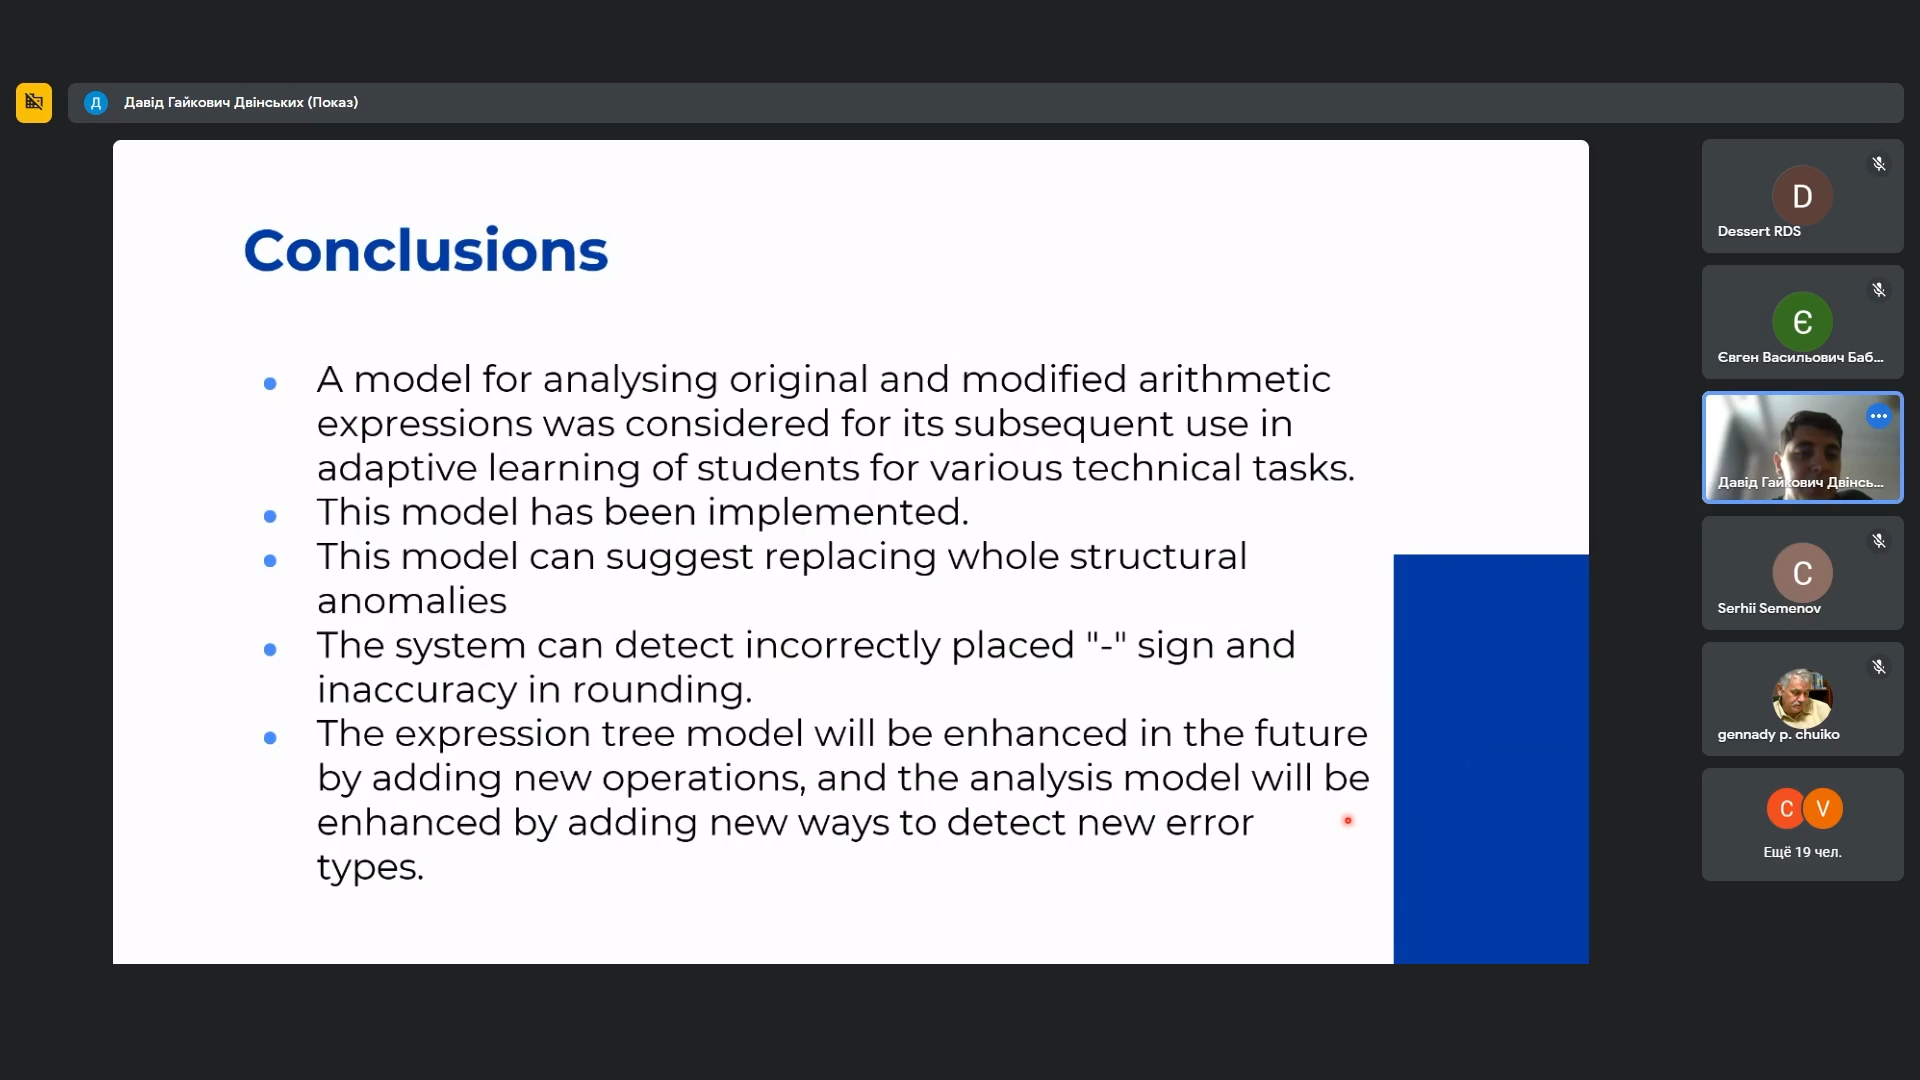 Д Давід Гайкович Двінських (Показ)
Conclusions
A model for analysing original and modified arithmetic
expressions was considered for its subsequent use in
adaptive learning of students for various technical tasks.
This model has been implemented.
This model can suggest replacing whole structural
anomalies
The system can detect incorrectly placed "-" sign and
inaccuracy in rounding.
The expression tree model will be enhanced in the future
by adding new operations, and the analysis model will be
enhanced by adding new ways to detect new error
types.
D
Dessert RDS
Є
Євген Васильович Баб...
Давід Гайкович Двінсь...
C
Serhii Semenov
gennady p. chuiko
C V
Ещё 19 чел.